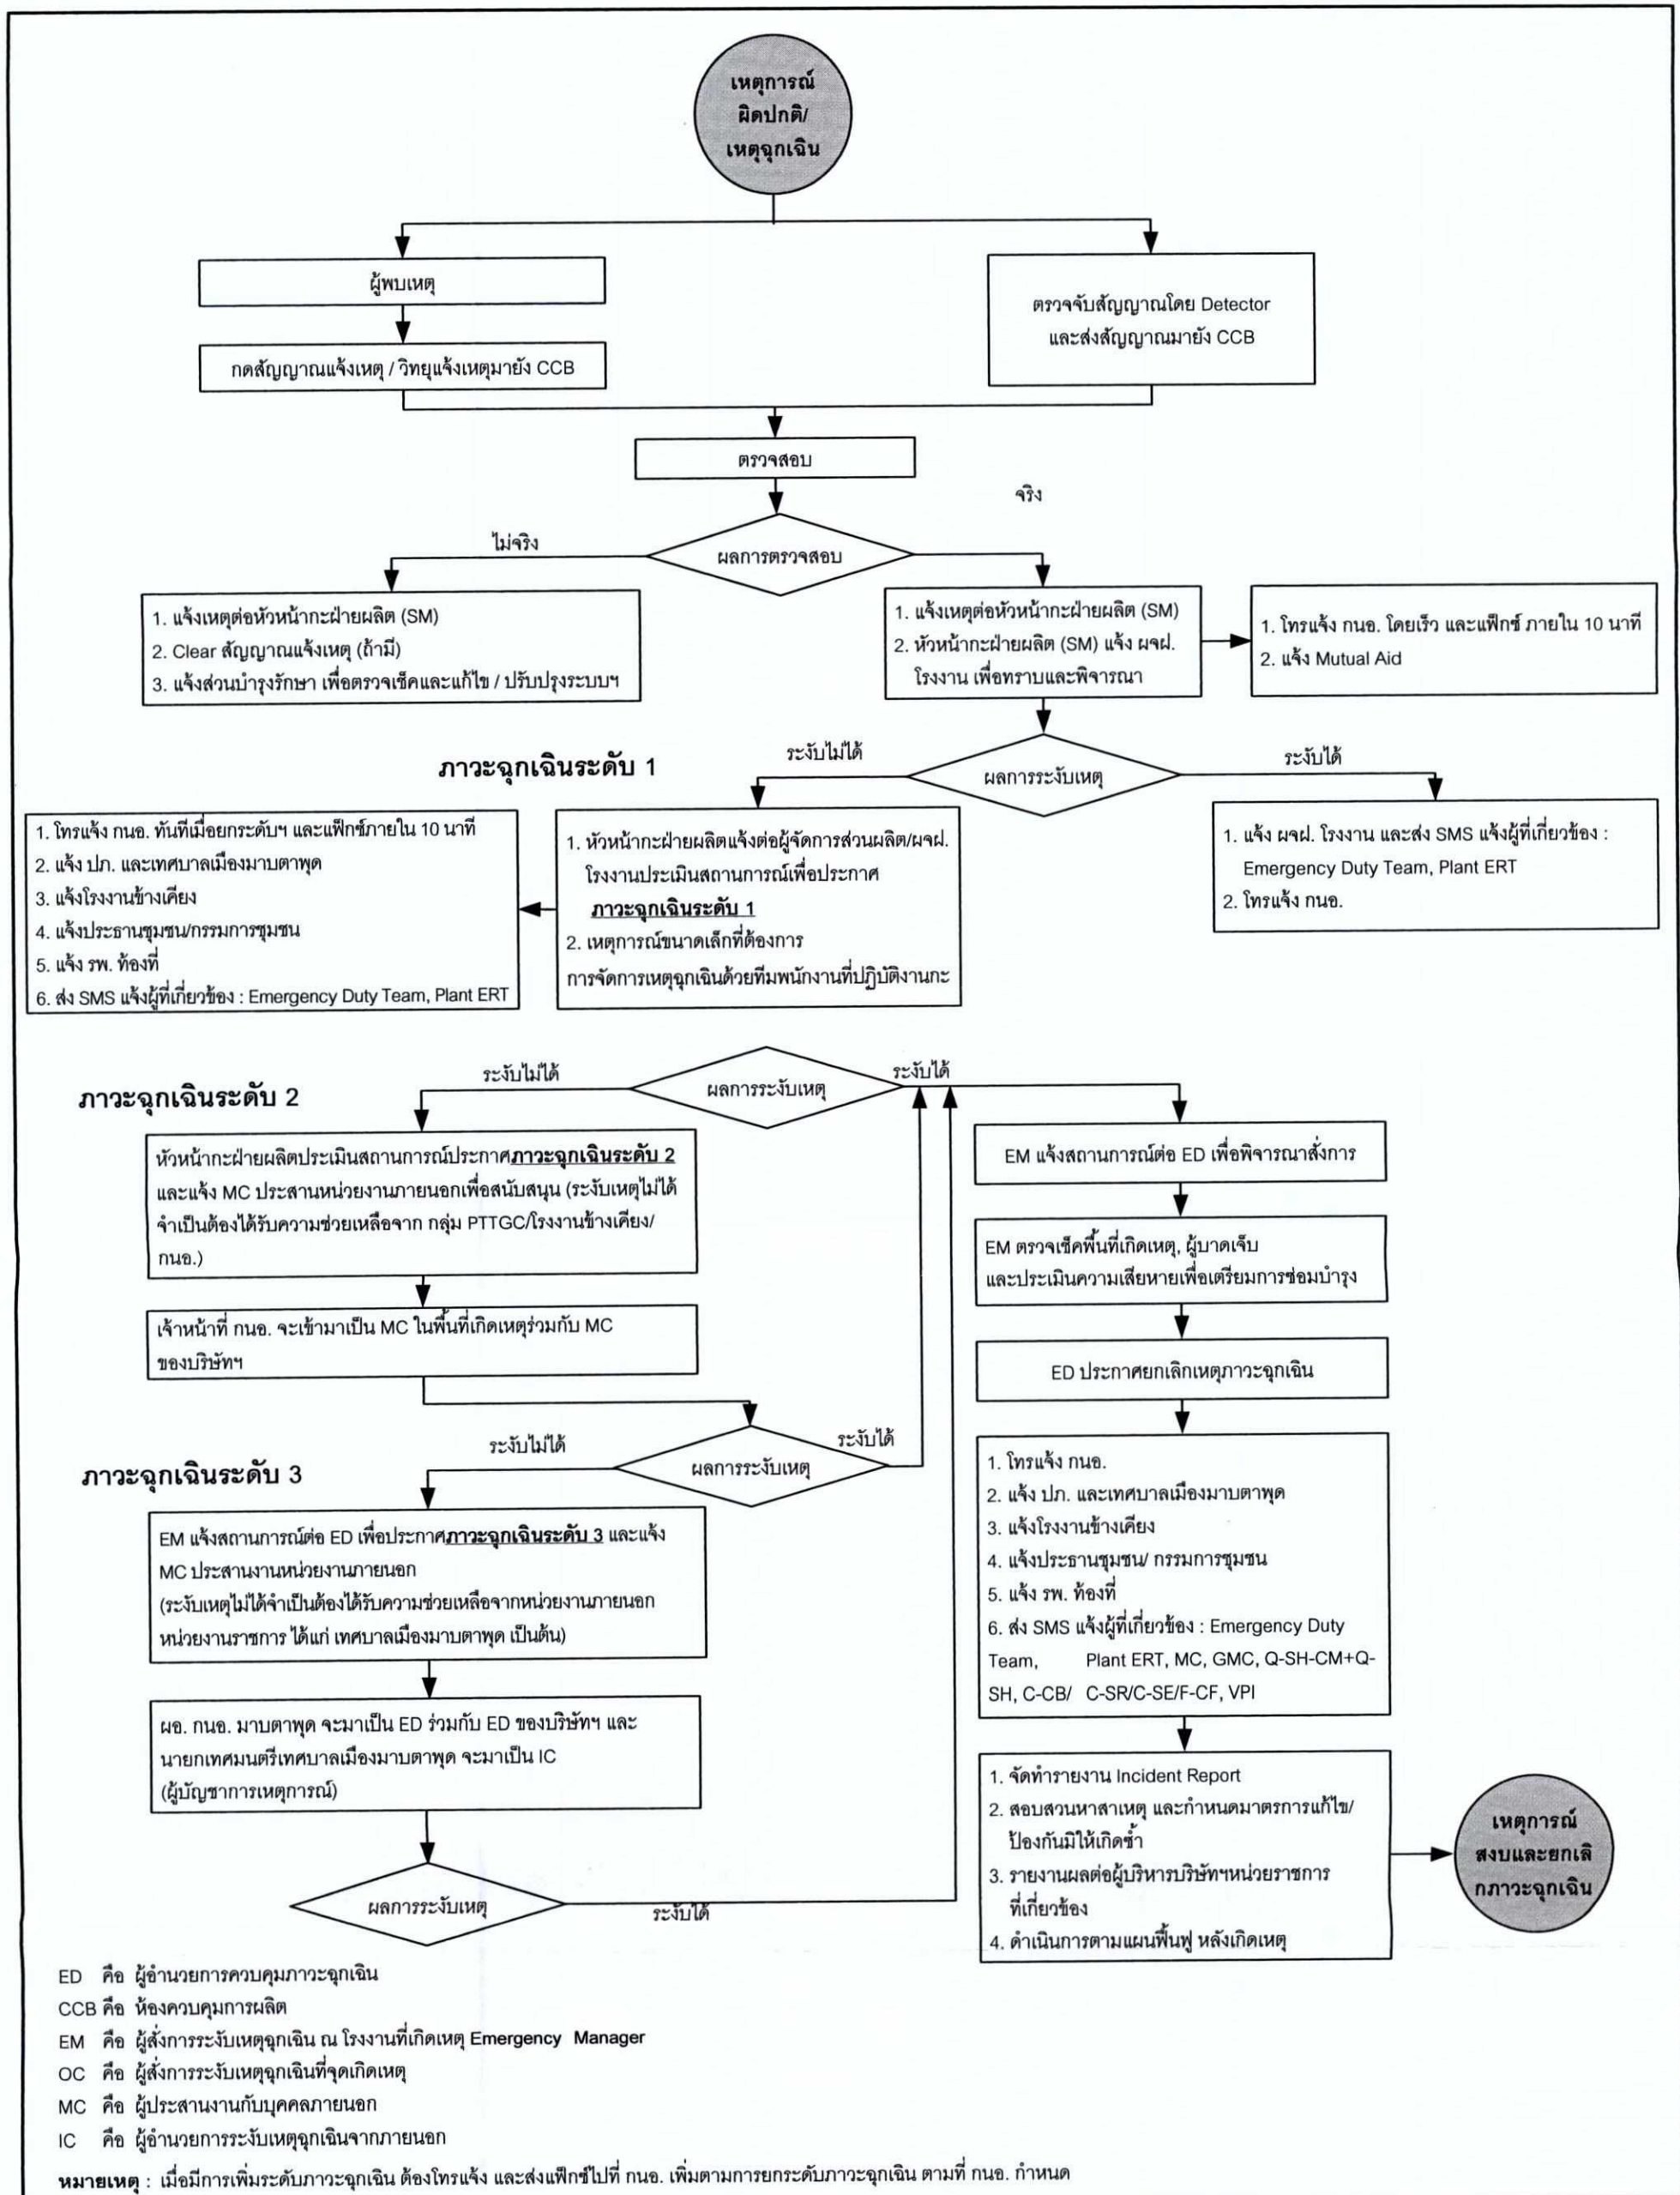 เหตุการณ์
ผิดปกติ/
เหตุฉุกเฉิน
ผู้พบเหตุ
กดสัญญาณแจ้งเหตุ / วิทยุแจ้งเหตุมายัง CCB
ตรวจจับสัญญาณโดย Detector
และส่งสัญญาณมายัง CCB
ตรวจสอบ
ผลการตรวจสอบ
ไม่จริง
จริง
1. แจ้งเหตุต่อหัวหน้ากะฝ่ายผลิต (SM)
2. Clear สัญญาณแจ้งเหตุ (ถ้ามี)
3. แจ้งส่วนบำรุงรักษา เพื่อตรวจเช็คและแก้ไข / ปรับปรุงระบบฯ
1. แจ้งเหตุต่อหัวหน้ากะฝ่ายผลิต (SM)
2. หัวหน้ากะฝ่ายผลิต (SM) แจ้ง ผจฝ.
โรงงาน เพื่อทราบและพิจารณา
1. โทรแจ้ง กนอ. โดยเร็ว และแฟ็กซ์ ภายใน 10 นาที
2. แจ้ง Mutual Aid
ผลการระงับเหตุ
ระงับไม่ได้
ระงับได้
ภาวะฉุกเฉินระดับ 1
1. โทรแจ้ง กนอ. ทันทีเมื่อยกระดับฯ และแฟ็กซ์ภายใน 10 นาที
2. แจ้ง ปภ. และเทศบาลเมืองมาบตาพุด
3. แจ้งโรงงานข้างเคียง
4. แจ้งประธานชุมชน/กรรมการชุมชน
5. แจ้ง รพ. ท้องที่
6. ส่ง SMS แจ้งผู้ที่เกี่ยวข้อง : Emergency Duty Team, Plant ERT
1. หัวหน้ากะฝ่ายผลิตแจ้งต่อผู้จัดการส่วนผลิต/ผจฝ.
โรงงานประเมินสถานการณ์เพื่อประกาศ
ภาวะฉุกเฉินระดับ 1
2. เหตุการณ์ขนาดเล็กที่ต้องการ
การจัดการเหตุฉุกเฉินด้วยทีมพนักงานที่ปฏิบัติงานกะ
1. แจ้ง ผจฝ. โรงงาน และส่ง SMS แจ้งผู้ที่เกี่ยวข้อง :
Emergency Duty Team, Plant ERT
2. โทรแจ้ง กนอ.
ผลการระงับเหตุ
ระงับไม่ได้
ระงับได้
ภาวะฉุกเฉินระดับ 2
หัวหน้ากะฝ่ายผลิตประเมินสถานการณ์ประกาศภาวะฉุกเฉินระดับ 2
และแจ้ง MC ประสานหน่วยงานภายนอกเพื่อสนับสนุน (ระงับเหตุไม่ได้
จำเป็นต้องได้รับความช่วยเหลือจาก กลุ่ม PTTGC/โรงงานข้างเคียง/
กนอ.)
เจ้าหน้าที่ กนอ. จะเข้ามาเป็น MC ในพื้นที่เกิดเหตุร่วมกับ MC
ของบริษัทฯ
ผลการระงับเหตุ
ระงับไม่ได้
ระงับได้
ภาวะฉุกเฉินระดับ 3
EM แจ้งสถานการณ์ต่อ ED เพื่อประกาศภาวะฉุกเฉินระดับ 3 และแจ้ง
MC ประสานงานหน่วยงานภายนอก
(ระงับเหตุไม่ได้จำเป็นต้องได้รับความช่วยเหลือจากหน่วยงานภายนอก
หน่วยงานราชการ ได้แก่ เทศบาลเมืองมาบตาพุด เป็นต้น)
ผอ. กนอ. มาบตาพุด จะมาเป็น ED ร่วมกับ ED ของบริษัทฯ และ
นายกเทศมนตรีเทศบาลเมืองมาบตาพุด จะมาเป็น IC
(ผู้บัญชาการเหตุการณ์)
ผลการระงับเหตุ
ระงับได้
EM แจ้งสถานการณ์ต่อ ED เพื่อพิจารณาสั่งการ
EM ตรวจเช็คพื้นที่เกิดเหตุ, ผู้บาดเจ็บ
และประเมินความเสียหายเพื่อเตรียมการซ่อมบำรุง
ED ประกาศยกเลิกเหตุภาวะฉุกเฉิน
1. โทรแจ้ง กนอ.
2. แจ้ง ปภ. และเทศบาลเมืองมาบตาพุด
3. แจ้งโรงงานข้างเคียง
4. แจ้งประธานชุมชน/ กรรมการชุมชน
5. แจ้ง รพ. ท้องที่
6. ส่ง SMS แจ้งผู้ที่เกี่ยวข้อง : Emergency Duty
Team, Plant ERT, MC, GMC, Q-SH-CM+Q-
SH, C-CB/ C-SR/C-SE/F-CF, VPI
1. จัดทำรายงาน Incident Report
2. สอบสวนหาสาเหตุ และกำหนดมาตรการแก้ไข/
ป้องกันมิให้เกิดซ้ำ
3. รายงานผลต่อผู้บริหารบริษัทฯหน่วยราชการ
ที่เกี่ยวข้อง
4. ดำเนินการตามแผนฟื้นฟู หลังเกิดเหตุ
เหตุการณ์
สงบและยกเลิ
กภาวะฉุกเฉิน
ED คือ ผู้อำนวยการควบคุมภาวะฉุกเฉิน
CCB คือ ห้องควบคุมการผลิต
EM คือ ผู้สั่งการระงับเหตุฉุกเฉิน ณ โรงงานที่เกิดเหตุ Emergency Manager
OC คือ ผู้สั่งการระงับเหตุฉุกเฉินที่จุดเกิดเหตุ
MC คือ ผู้ประสานงานกับบุคคลภายนอก
IC คือ ผู้อำนวยการระงับเหตุฉุกเฉินจากภายนอก
หมายเหตุ : เมื่อมีการเพิ่มระดับภาวะฉุกเฉิน ต้องโทรแจ้ง และส่งแฟ็กซ์ไปที่ กนอ. เพิ่มตามการยกระดับภาวะฉุกเฉิน ตามที่ กนอ. กำหนด